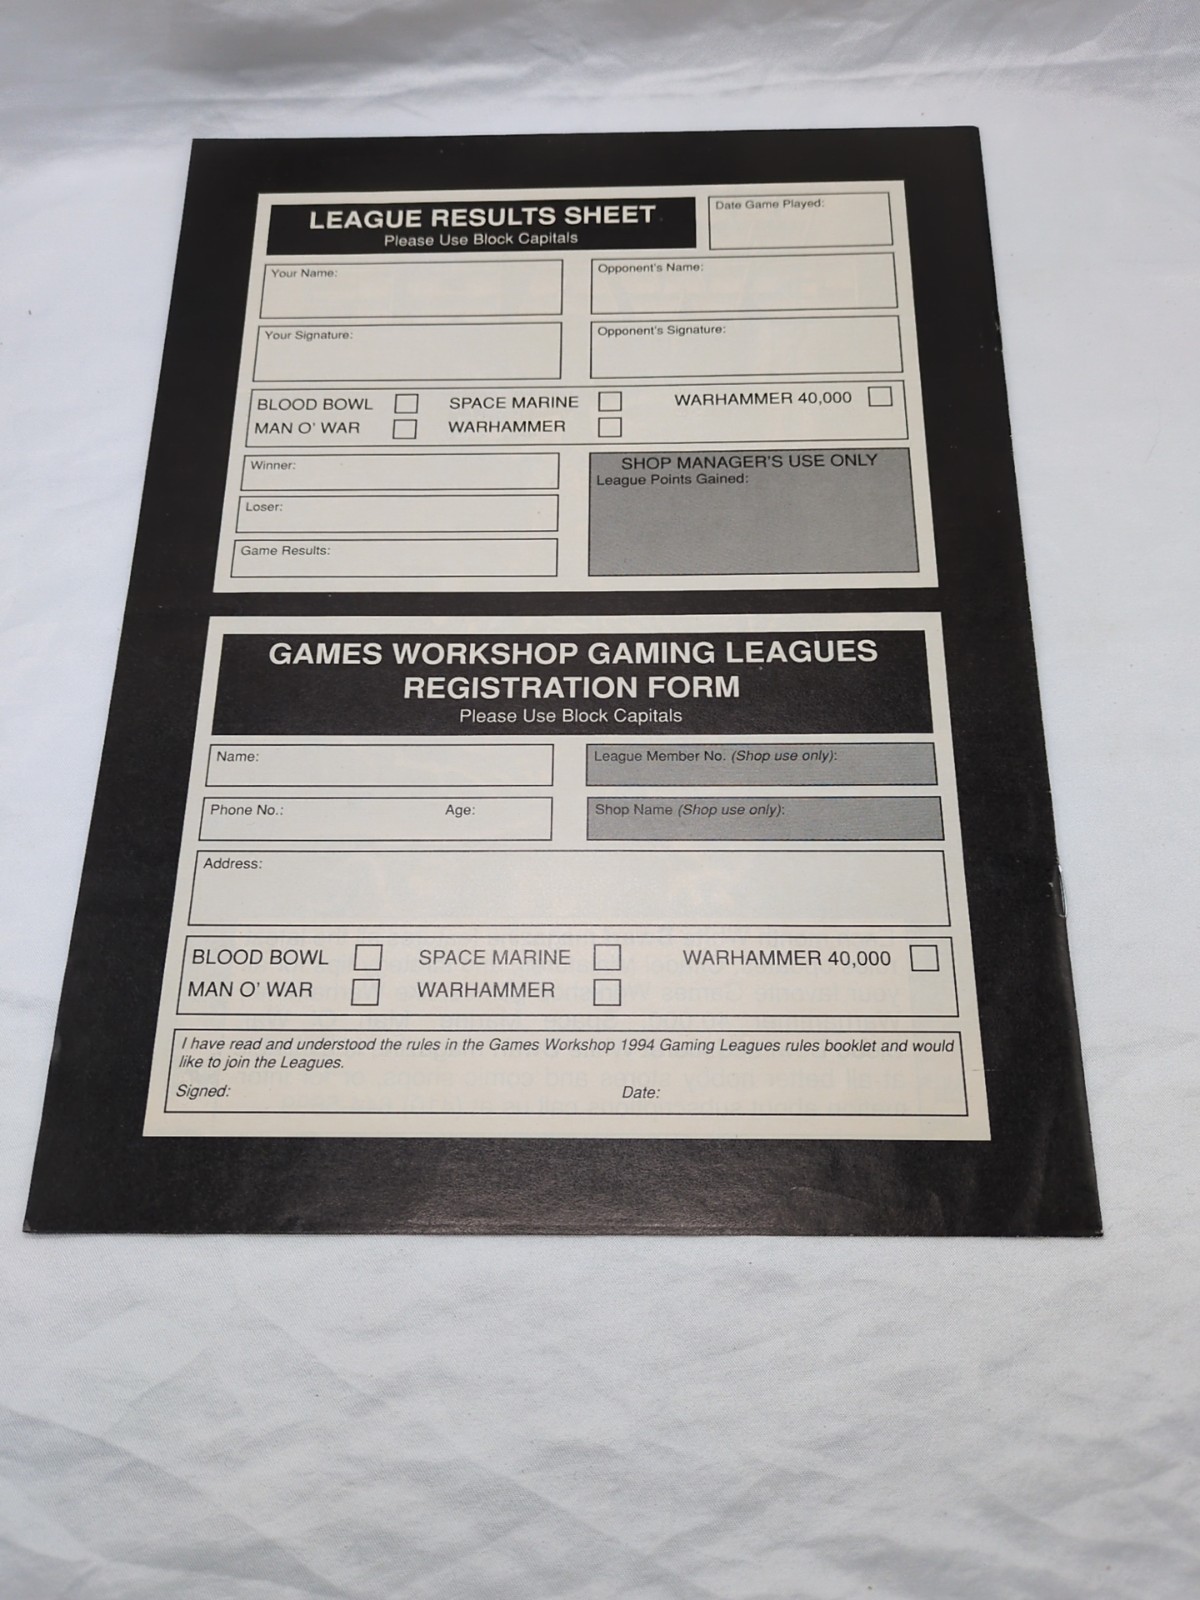 LEAGUE RESULTS SHEET
Please Use Block Capitals
Date Game Played:
Your Name:
Opponent's Name:
Your Signature:
Opponent's Signature:
BLOOD BOWL SPACE MARINE WARHAMMER 40,000
MAN O' WAR WARHAMMER
Winner:
Loser:
Game Results:
SHOP MANAGER'S USE ONLY
League Points Gained:
GAMES WORKSHOP GAMING LEAGUES
REGISTRATION FORM
Please Use Block Capitals
Name:
League Member No. (Shop use only):
Phone No.: Age:
Shop Name (Shop use only):
Address:
BLOOD BOWL SPACE MARINE WARHAMMER 40,000
MAN O' WAR WARHAMMER
I have read and understood the rules in the Games Workshop 1994 Gaming Leagues rules booklet and would
like to join the Leagues.
Signed: Date: